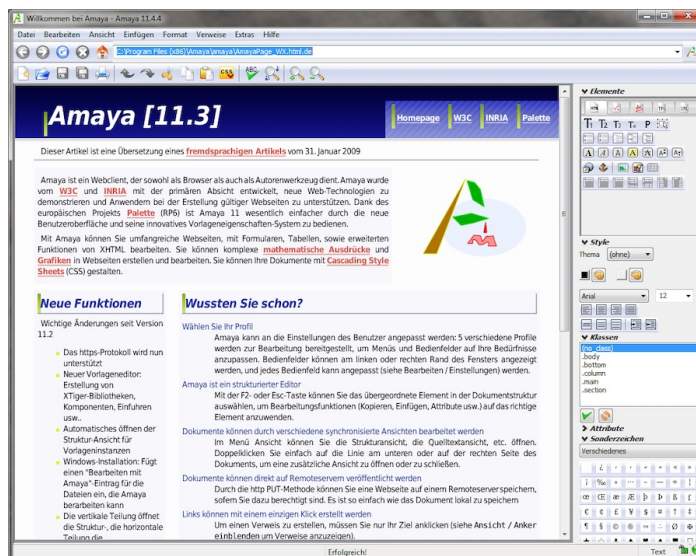 Willkommen bei Amaya - Amaya 11.4.4
Datei Bearbeiten Ansicht Einfügen Format Verweise Extras Hilfe
C:\Program Files (x86)\Amaya\amaya\AmayaPage_WX.html.de
Amaya [11.3]
Homepage W3C INRIA Palette
Dieser Artikel ist eine Übersetzung eines fremdsprachigen Artikels vom 31. Januar 2009
Amaya ist ein Webclient, der sowohl als Browser als auch als Autorenwerkzeug dient. Amaya wurde
vom W3C und INRIA mit der primären Absicht entwickelt, neue Web-Technologien zu
demonstrieren und Anwendern bei der Erstellung gültiger Webseiten zu unterstützen. Dank des
europäischen Projekts Palette (RP6) ist Amaya 11 wesentlich einfacher durch die neue
Benutzeroberfläche und seine innovatives Vorlageneigenschaften-System zu bedienen.
Mit Amaya können Sie umfangreiche Webseiten, mit Formularen, Tabellen, sowie erweiterten
Funktionen von XHTML bearbeiten. Sie können komplexe mathematische Ausdrücke und
Grafiken in Webseiten erstellen und bearbeiten. Sie können Ihre Dokumente mit Cascading Style
Sheets (CSS) gestalten.
Neue Funktionen
Wichtige Änderungen seit Version
11.2
Das https-Protokoll wird nun
unterstützt
Neuer Vorlageneditor:
Erstellung von
XTiger-Bibliotheken,
Komponenten, Einfuhren
usw..
Automatisches öffnen der
Struktur-Ansicht für
Vorlageninstanzen
Windows-Installation: Fügt
einen "Bearbeiten mit
Amaya"-Eintrag für die
Dateien ein, die Amaya
berarbeiten kann
Die vertikale Teilung öffnet
die Struktur-, die horizontale
Teilung die
Wussten Sie schon?
Wählen Sie Ihr Profil
Amaya kann an die Einstellungen des Benutzer angepasst werden: 5 verschiedene Profile
werden zur Bearbeitung bereitgestellt, um Menüs und Bedienfelder auf Ihre Bedürfnisse
anzupassen. Bedienfelder können am linken oder rechten Rand des Fensters angezeigt
werden, und jedes Bedienfeld kann angepasst (siehe Bearbeiten / Einstellungen) werden.
Amaya ist ein strukturierter Editor
Mit der F2- oder Esc-Taste können Sie das übergeordnete Element in der Dokumentstruktur
auswählen, um Bearbeitungsfunktionen (Kopieren, Einfügen, Attribute usw.) auf das richtige
Element anzuwenden.
Dokumente können durch verschiedene synchronisierte Ansichten bearbeitet werden
Im Menü Ansicht können Sie die Strukturansicht, die Quelltextansicht, etc. öffnen.
Doppelklicken Sie einfach auf die Linie am unteren oder auf der rechten Seite des
Dokuments, um eine zusätzliche Ansicht zu öffnen oder zu schließen.
Dokumente können direkt auf Remoteservern veröffentlicht werden
Durch die http PUT-Methode können Sie eine Webseite auf einem Remoteserver speichern,
sofern Sie dazu berechtigt sind. Es ist so einfach wie das Dokument lokal zu speichern
Links können mit einem einzigen Klick erstellt werden
Um einen Verweis zu erstellen, müssen Sie nur Ihr Ziel anklicken (siehe Ansicht / Anker
einblenden um Verweise anzuzeigen).
Elemente
T1 T2 T3 T4 P
Style
Thema (ohne)
Arial 12
Klassen
(no_class)
.body
.bottom
.column
.main
.section
Attribute
Sonderzeichen
Verschiedenes
œ Œ æ Æ
Erfolgreich!
Text